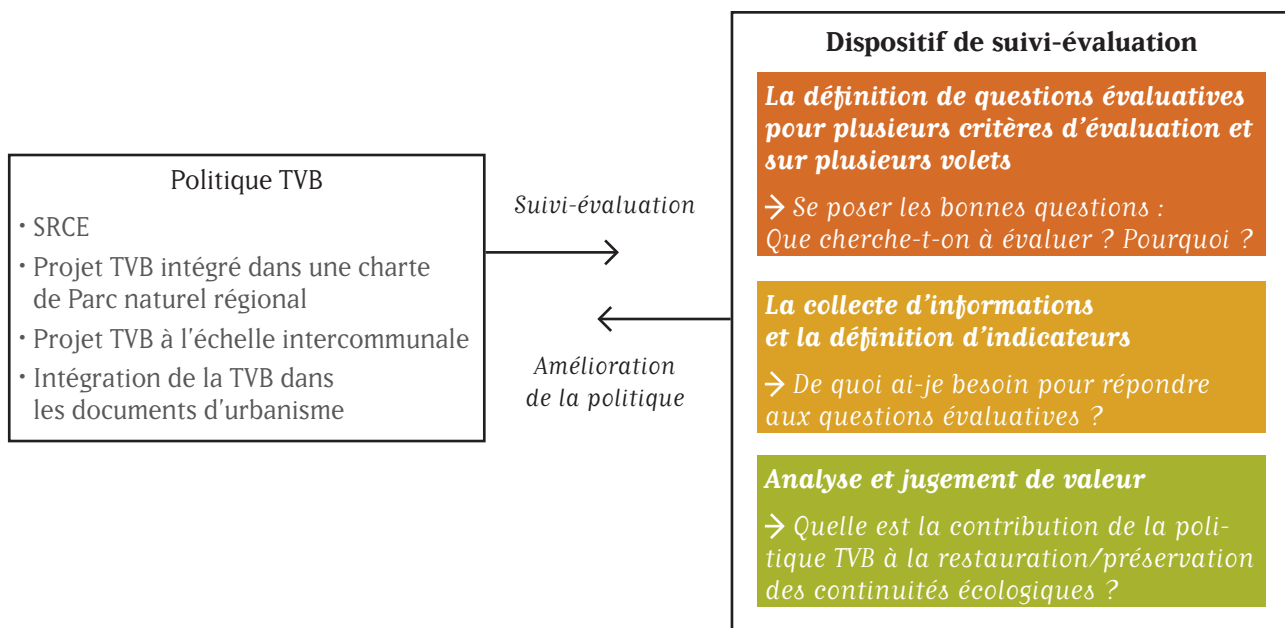 Politique TVB
· SRCE
· Projet TVB intégré dans une charte
de Parc naturel régional
· Projet TVB à l'échelle intercommunale
· Intégration de la TVB dans
les documents d'urbanisme
Suivi-évaluation
Amélioration
de la politique
Dispositif de suivi-évaluation
La définition de questions évaluatives
pour plusieurs critères d'évaluation et
sur plusieurs volets
→ Se poser les bonnes questions :
Que cherche-t-on à évaluer ? Pourquoi ?
La collecte d'informations
et la définition d'indicateurs
→ De quoi ai-je besoin pour répondre
aux questions évaluatives ?
Analyse et jugement de valeur
→ Quelle est la contribution de la poli-
tique TVB à la restauration/préservation
des continuités écologiques ?